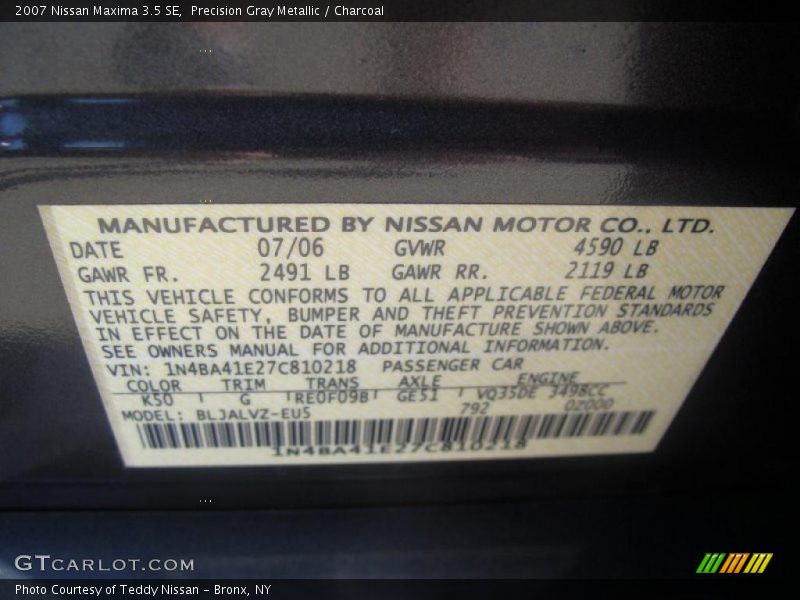 2007 Nissan Maxima 3.5 SE,  Precision Gray Metallic / Charcoal
MANUFACTURED BY NISSAN MOTOR CO., LTD.
DATE 07/06 GVWR 4590 LB
GAWR FR. 2491 LB GAWR RR. 2119 LB
THIS VEHICLE CONFORMS TO ALL APPLICABLE FEDERAL MOTOR
VEHICLE SAFETY, BUMPER AND THEFT PREVENTION STANDARDS
IN EFFECT ON THE DATE OF MANUFACTURE SHOWN ABOVE.
SEE OWNERS MANUAL FOR ADDITIONAL INFORMATION.
VIN: 1N4BA41E27C810218 PASSENGER CAR
COLOR TRIM TRANS AXLE ENGINE
K50 G RE0F09B GE51 VQ35DE 3498CC
MODEL: BLJALVZ-EU5 792 02000
1N4BA41E27C810218
GTCARLOT.COM
Photo Courtesy of Teddy Nissan - Bronx, NY